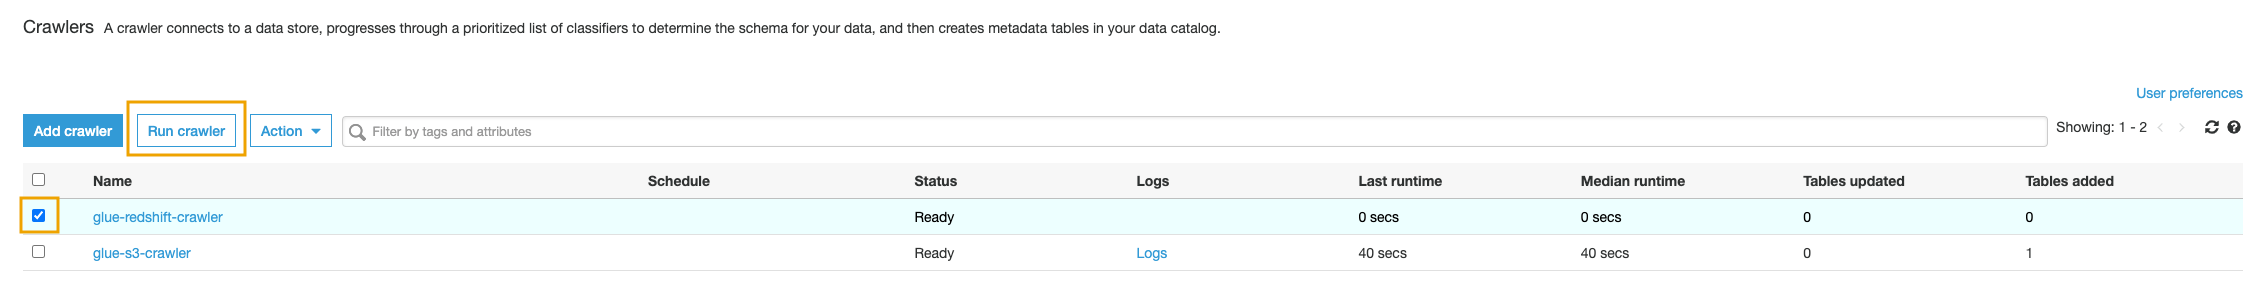 Crawlers A crawler connects to a data store, progresses through a prioritized list of classifiers to determine the schema for your data, and then creates metadata tables in your data catalog.
User preferences
Add crawler Run crawler Action Filter by tags and attributes Showing: 1 - 2
Name Schedule Status Logs Last runtime Median runtime Tables updated Tables added
glue-redshift-crawler Ready 0 secs 0 secs 0 0
glue-s3-crawler Ready Logs 40 secs 40 secs 0 1